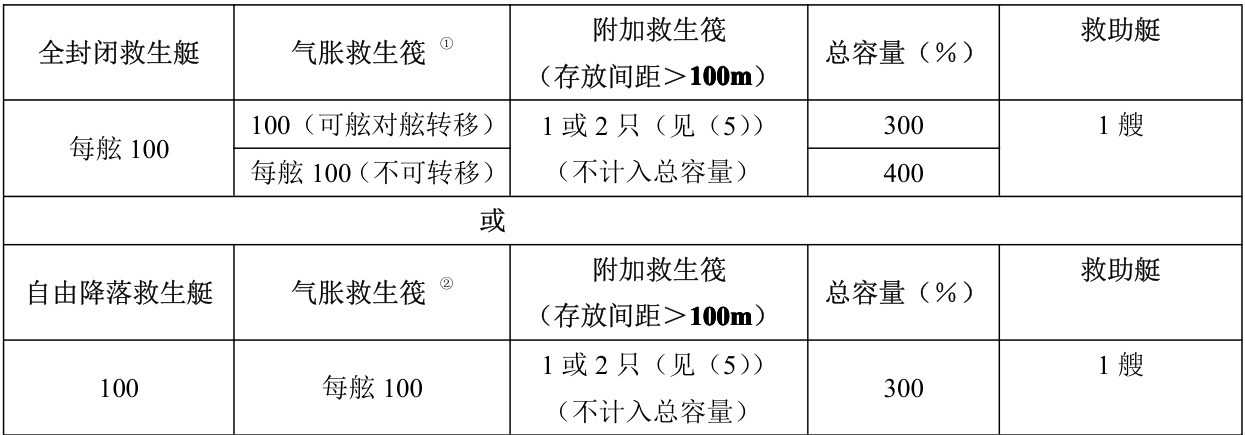 全封闭救生艇 气胀救生筏 ① 附加救生筏 总容量（%） 救助艇
（存放间距＞100m）
每舷 100 100（可舷对舷转移） 1 或 2 只（见（5）） 300 1 艘
每舷 100（不可转移） （不计入总容量） 400
或
自由降落救生艇 气胀救生筏 ② 附加救生筏 总容量（%） 救助艇
（存放间距＞100m）
100 每舷 100 1 或 2 只（见（5）） 300 1 艘
（不计入总容量）